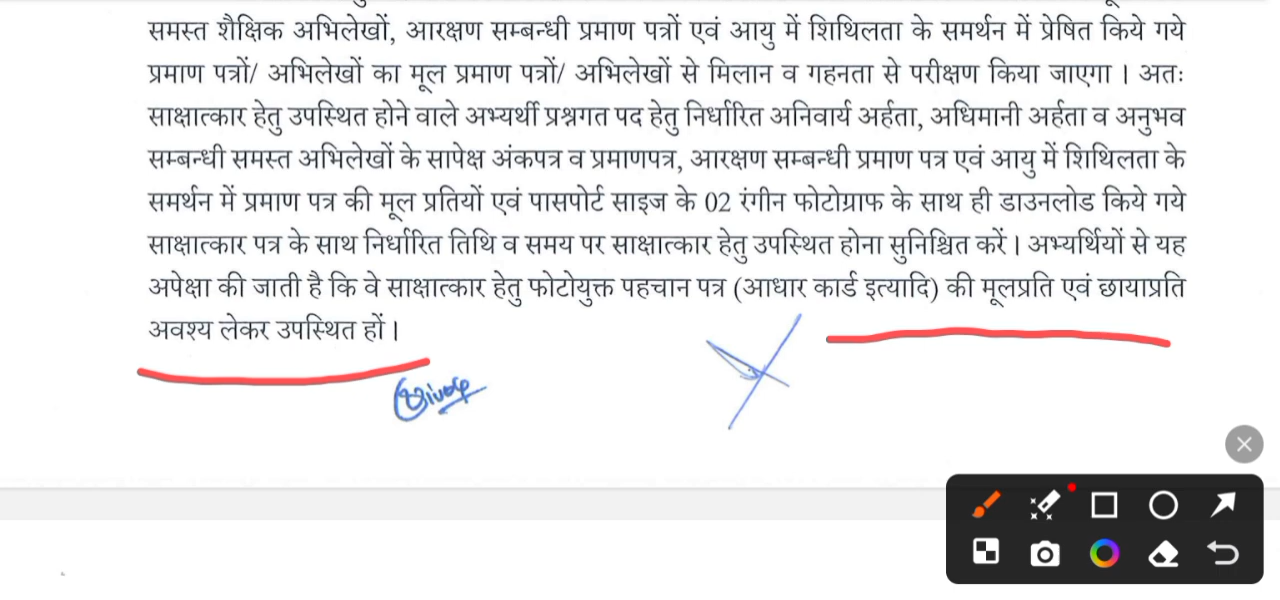 समस्त शैक्षिक अभिलेखों, आरक्षण सम्बन्धी प्रमाण पत्रों एवं आयु में शिथिलता के समर्थन में प्रेषित किये गये
प्रमाण पत्रों/ अभिलेखों का मूल प्रमाण पत्रों/ अभिलेखों से मिलान व गहनता से परीक्षण किया जाएगा । अतः
साक्षात्कार हेतु उपस्थित होने वाले अभ्यर्थी प्रश्नगत पद हेतु निर्धारित अनिवार्य अर्हता, अधिमानी अर्हता व अनुभव
सम्बन्धी समस्त अभिलेखों के सापेक्ष अंकपत्र व प्रमाणपत्र, आरक्षण सम्बन्धी प्रमाण पत्र एवं आयु में शिथिलता के
समर्थन में प्रमाण पत्र की मूल प्रतियों एवं पासपोर्ट साइज के 02 रंगीन फोटोग्राफ के साथ ही डाउनलोड किये गये
साक्षात्कार पत्र के साथ निर्धारित तिथि व समय पर साक्षात्कार हेतु उपस्थित होना सुनिश्चित करें । अभ्यर्थियों से यह
अपेक्षा की जाती है कि वे साक्षात्कार हेतु फोटोयुक्त पहचान पत्र (आधार कार्ड इत्यादि) की मूलप्रति एवं छायाप्रति
अवश्य लेकर उपस्थित हों ।